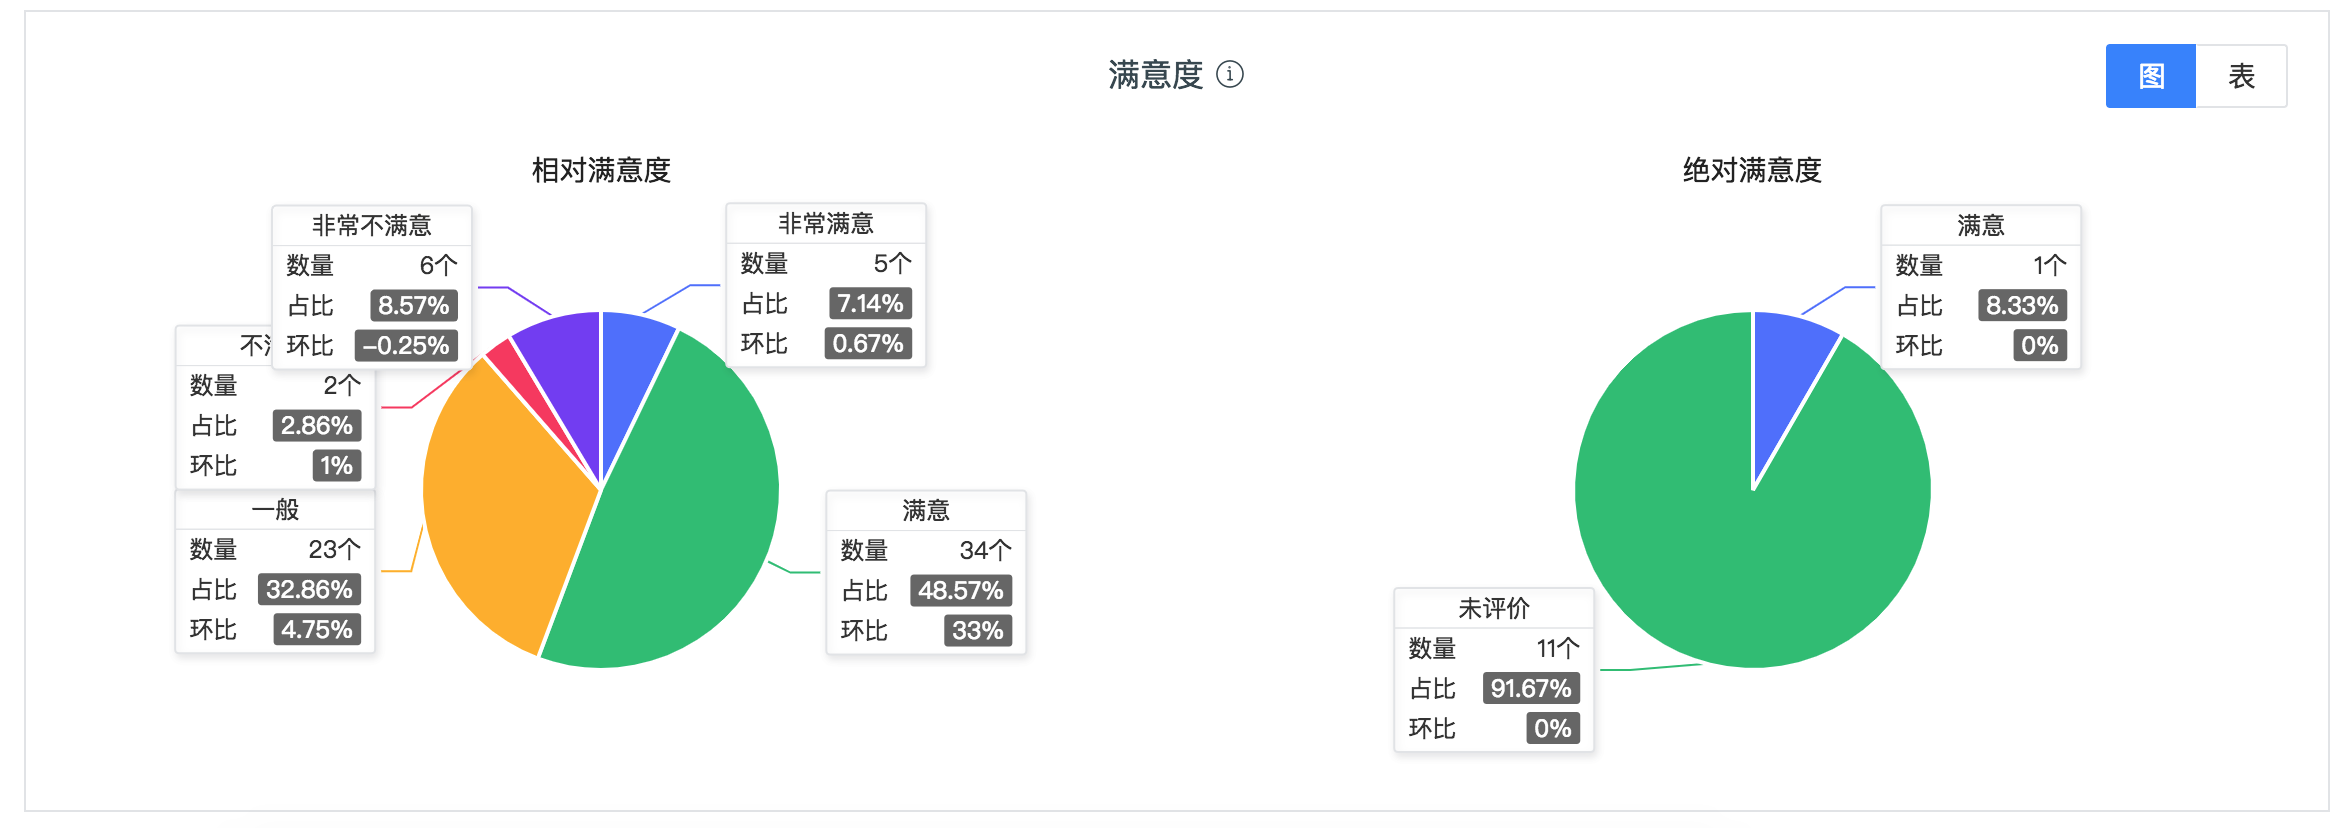 满意度
图
表
相对满意度
非常不满意
数量 6个
占比 8.57%
环比 -0.25%
非常满意
数量 5个
占比 7.14%
环比 0.67%
不
数量 2个
占比 2.86%
环比 1%
一般
数量 23个
占比 32.86%
环比 4.75%
满意
数量 34个
占比 48.57%
环比 33%
绝对满意度
满意
数量 1个
占比 8.33%
环比 0%
未评价
数量 11个
占比 91.67%
环比 0%